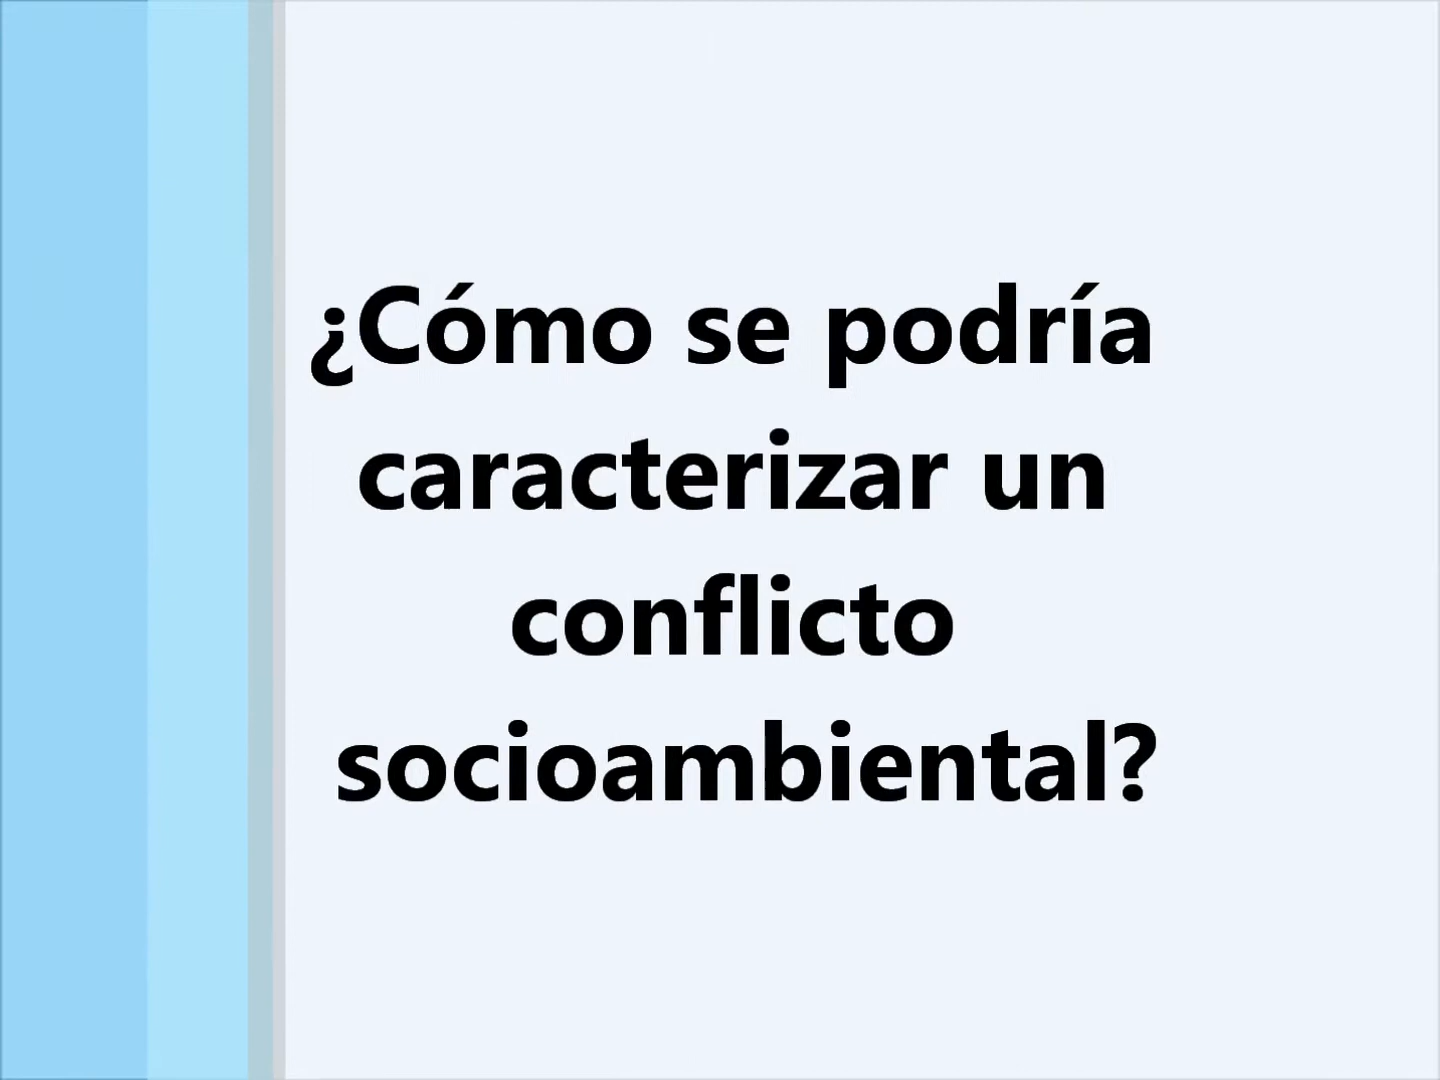 ¿Cómo se podría
caracterizar un
conflicto
socioambiental?